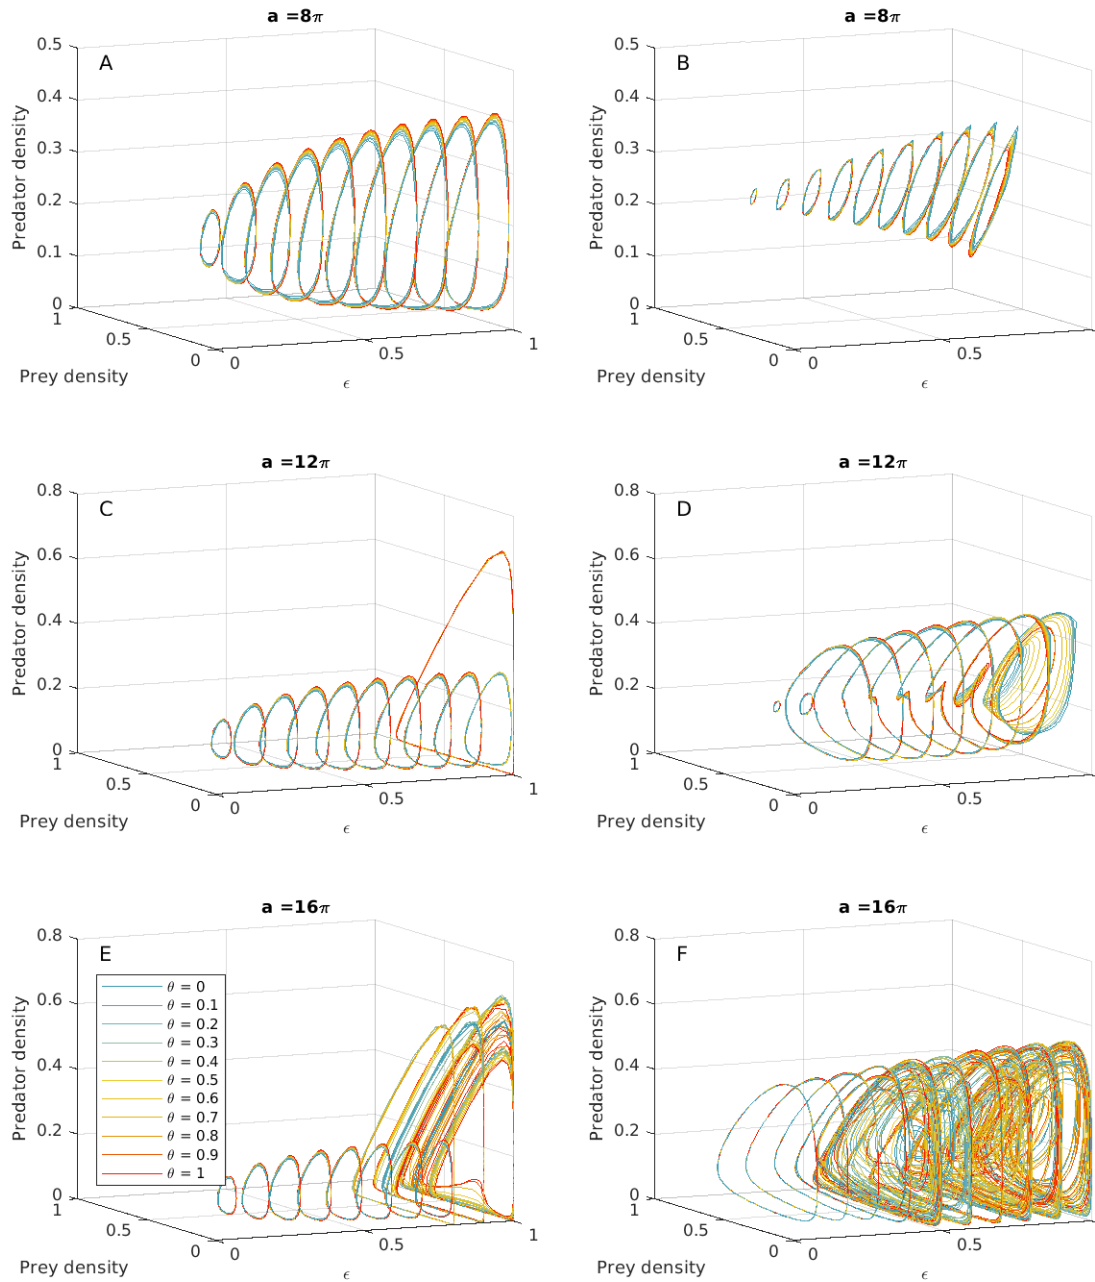 a =8π
A
0.5
0.4
0.3
0.2
0.1
0
1
0.5
0
0
0.5
1
Predator density
Prey density
ϵ
a =8π
B
0.5
0.4
0.3
0.2
0.1
0
1
0.5
0
0
0.5
Predator density
Prey density
ϵ
a =12π
C
0.8
0.6
0.4
0.2
0
1
0.5
0
0
0.5
1
Predator density
Prey density
ϵ
a =12π
D
0.8
0.6
0.4
0.2
0
1
0.5
0
0
0.5
Predator density
Prey density
ϵ
a =16π
E
0.8
0.6
0.4
0.2
0
1
0.5
0
0
0.5
1
Predator density
Prey density
ϵ
θ = 0
θ = 0.1
θ = 0.2
θ = 0.3
θ = 0.4
θ = 0.5
θ = 0.6
θ = 0.7
θ = 0.8
θ = 0.9
θ = 1
a =16π
F
0.8
0.6
0.4
0.2
0
1
0.5
0
0
0.5
Predator density
Prey density
ϵ